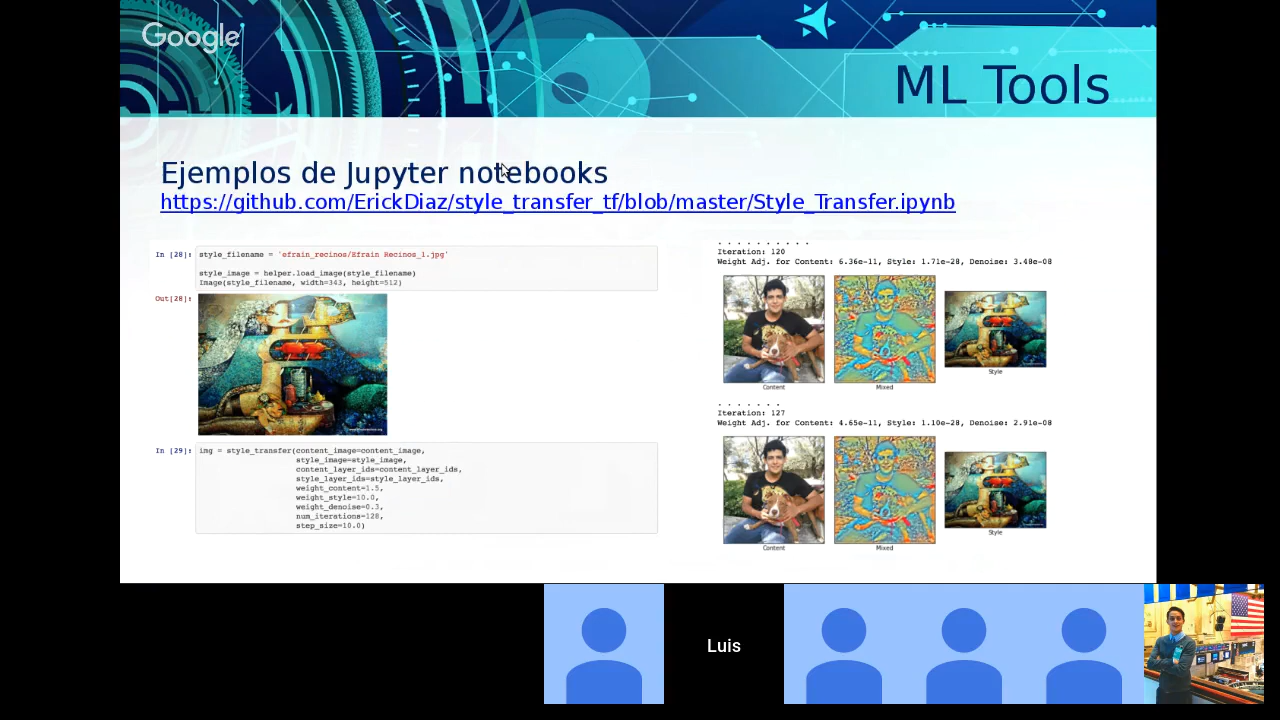 Google
ML Tools
Ejemplos de Jupyter notebooks
https://github.com/ErickDiaz/style_transfer_tf/blob/master/Style_Transfer.ipynb
In [28]: style_filename = 'efrain_recinos/Efrain Recinos_1.jpg'
style_image = helper.load_image(style_filename)
Image(style_filename, width=343, height=512)
Out[28]:
In [29]: img = style_transfer(content_image=content_image,
style_image=style_image,
content_layer_ids=content_layer_ids,
style_layer_ids=style_layer_ids,
weight_content=1.5,
weight_style=10.0,
weight_denoise=0.3,
num_iterations=128,
step_size=10.0)
. . . . . . . . . .
Iteration: 120
Weight Adj. for Content: 6.36e-11, Style: 1.71e-28, Denoise: 3.48e-08
Content
Mixed
Style
. . . . . . .
Iteration: 127
Weight Adj. for Content: 4.65e-11, Style: 1.10e-28, Denoise: 2.91e-08
Content
Mixed
Style
Luis